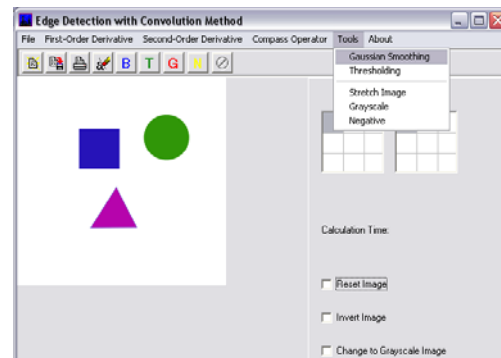 Edge Detection with Convolution Method
File First-Order Derivative Second-Order Derivative Compass Operator Tools About
B T G N
Gaussian Smoothing
Thresholding
Stretch Image
Grayscale
Negative
Calculation Time:
Reset Image
Invert Image
Change to Grayscale Image